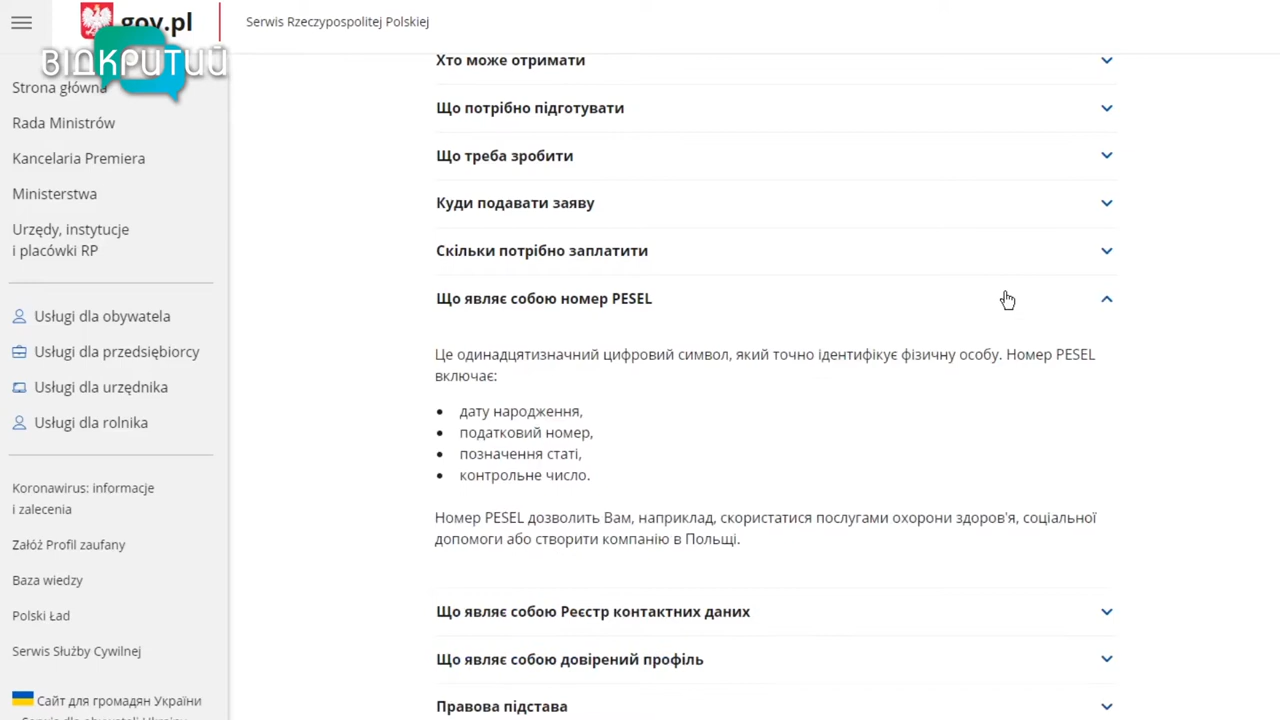 gov.pl
Serwis Rzeczypospolitej Polskiej
ВІДКРИТИЙ
Strona główna
Rada Ministrów
Kancelaria Premiera
Ministerstwa
Urzędy, instytucje
i placówki RP
Usługi dla obywatela
Usługi dla przedsiębiorcy
Usługi dla urzędnika
Usługi dla rolnika
Koronawirus: informacje
i zalecenia
Załóż Profil zaufany
Baza wiedzy
Polski Ład
Serwis Służby Cywilnej
Сайт для громадян України
Хто може отримати
Що потрібно підготувати
Що треба зробити
Куди подавати заяву
Скільки потрібно заплатити
Що являє собою номер PESEL
Це одинадцятизначний цифровий символ, який точно ідентифікує фізичну особу. Номер PESEL
включає:
• дату народження,
• податковий номер,
• позначення статі,
• контрольне число.
Номер PESEL дозволить Вам, наприклад, скористатися послугами охорони здоров'я, соціальної
допомоги або створити компанію в Польщі.
Що являє собою Реєстр контактних даних
Що являє собою довірений профіль
Правова підстава